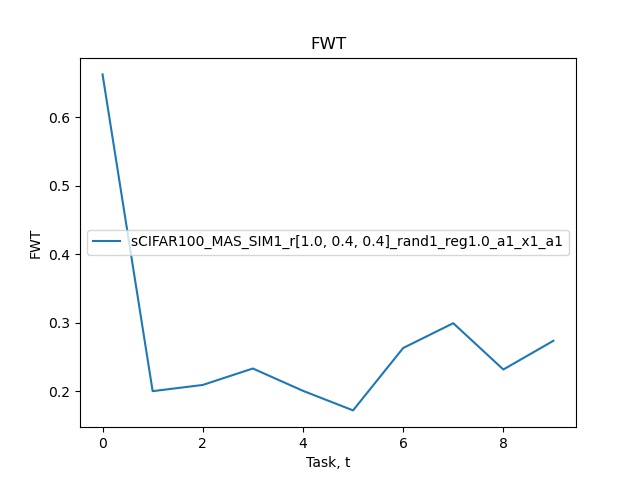 FWT
0.6
0.5
0.4
0.3
0.2
FWT
sCIFAR100_MAS_SIM1_r[1.0, 0.4, 0.4]_rand1_reg1.0_a1_x1_a1
0 2 4 6 8
Task, t